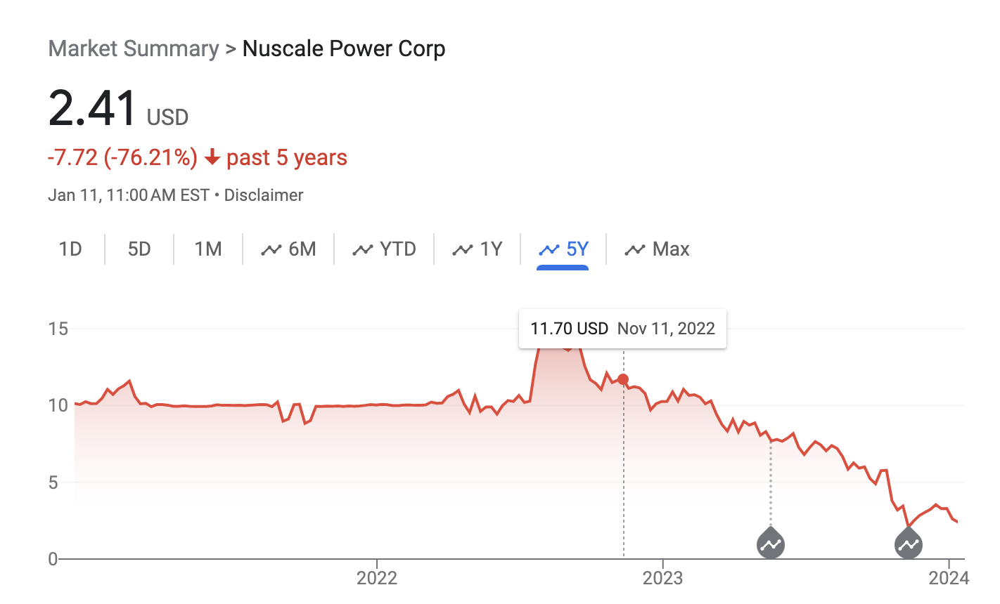 Market Summary > Nuscale Power Corp
2.41 USD
-7.72 (-76.21%) ↓ past 5 years
Jan 11, 11:00 AM EST • Disclaimer
1D 5D 1M 6M YTD 1Y 5Y Max
15
11.70 USD Nov 11, 2022
10
5
0
2022 2023 2024